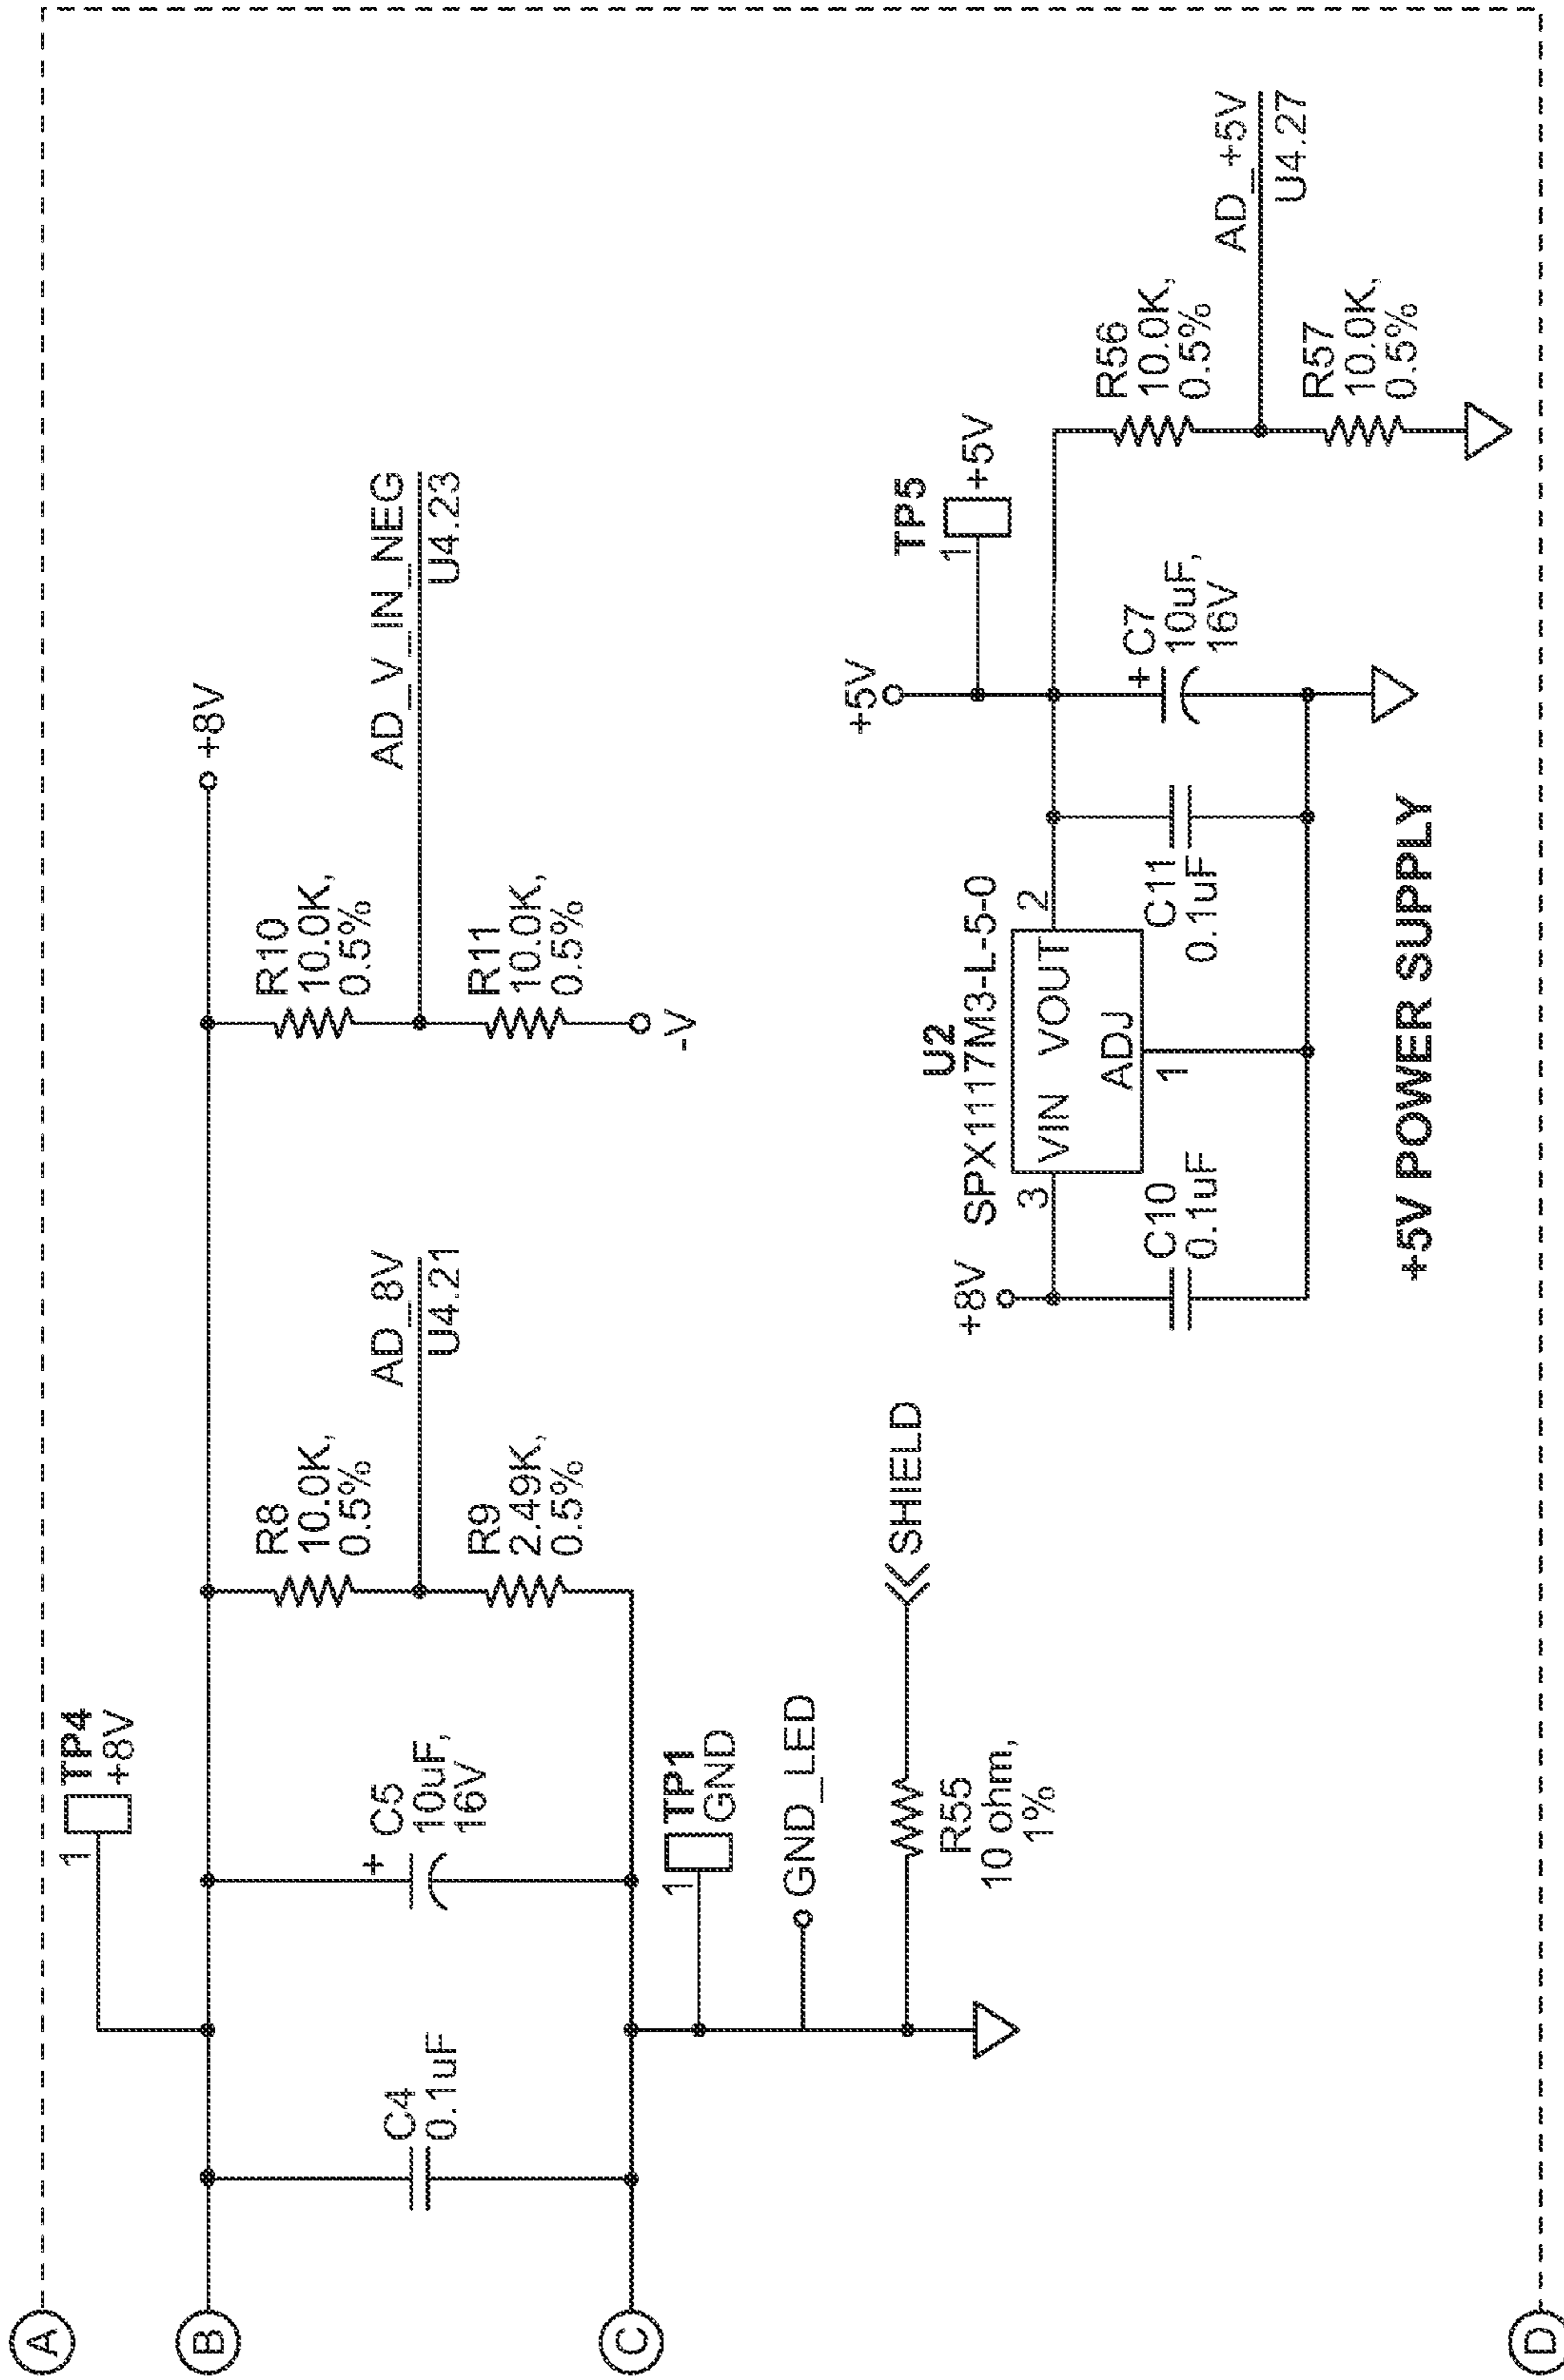 A
B
C
D
TP4
+8V
1
C4
0.1uF
+ C5
10uF,
16V
R8
10.0K,
0.5%
R9
2.49K,
0.5%
AD_8V
U4.21
R10
10.0K,
0.5%
R11
10.0K,
0.5%
-V
+8V
AD_V_IN_NEG
U4.23
TP1
GND
1
GND_LED
R55
10 ohm,
1%
SHIELD
+8V
C10
0.1uF
U2
SPX1117M3-L-5-0
3
VIN VOUT
2
ADJ
1
C11
0.1uF
+5V
+ C7
10uF,
16V
TP5
+5V
1
R56
10.0K,
0.5%
R57
10.0K,
0.5%
AD_+5V
U4.27
+5V POWER SUPPLY